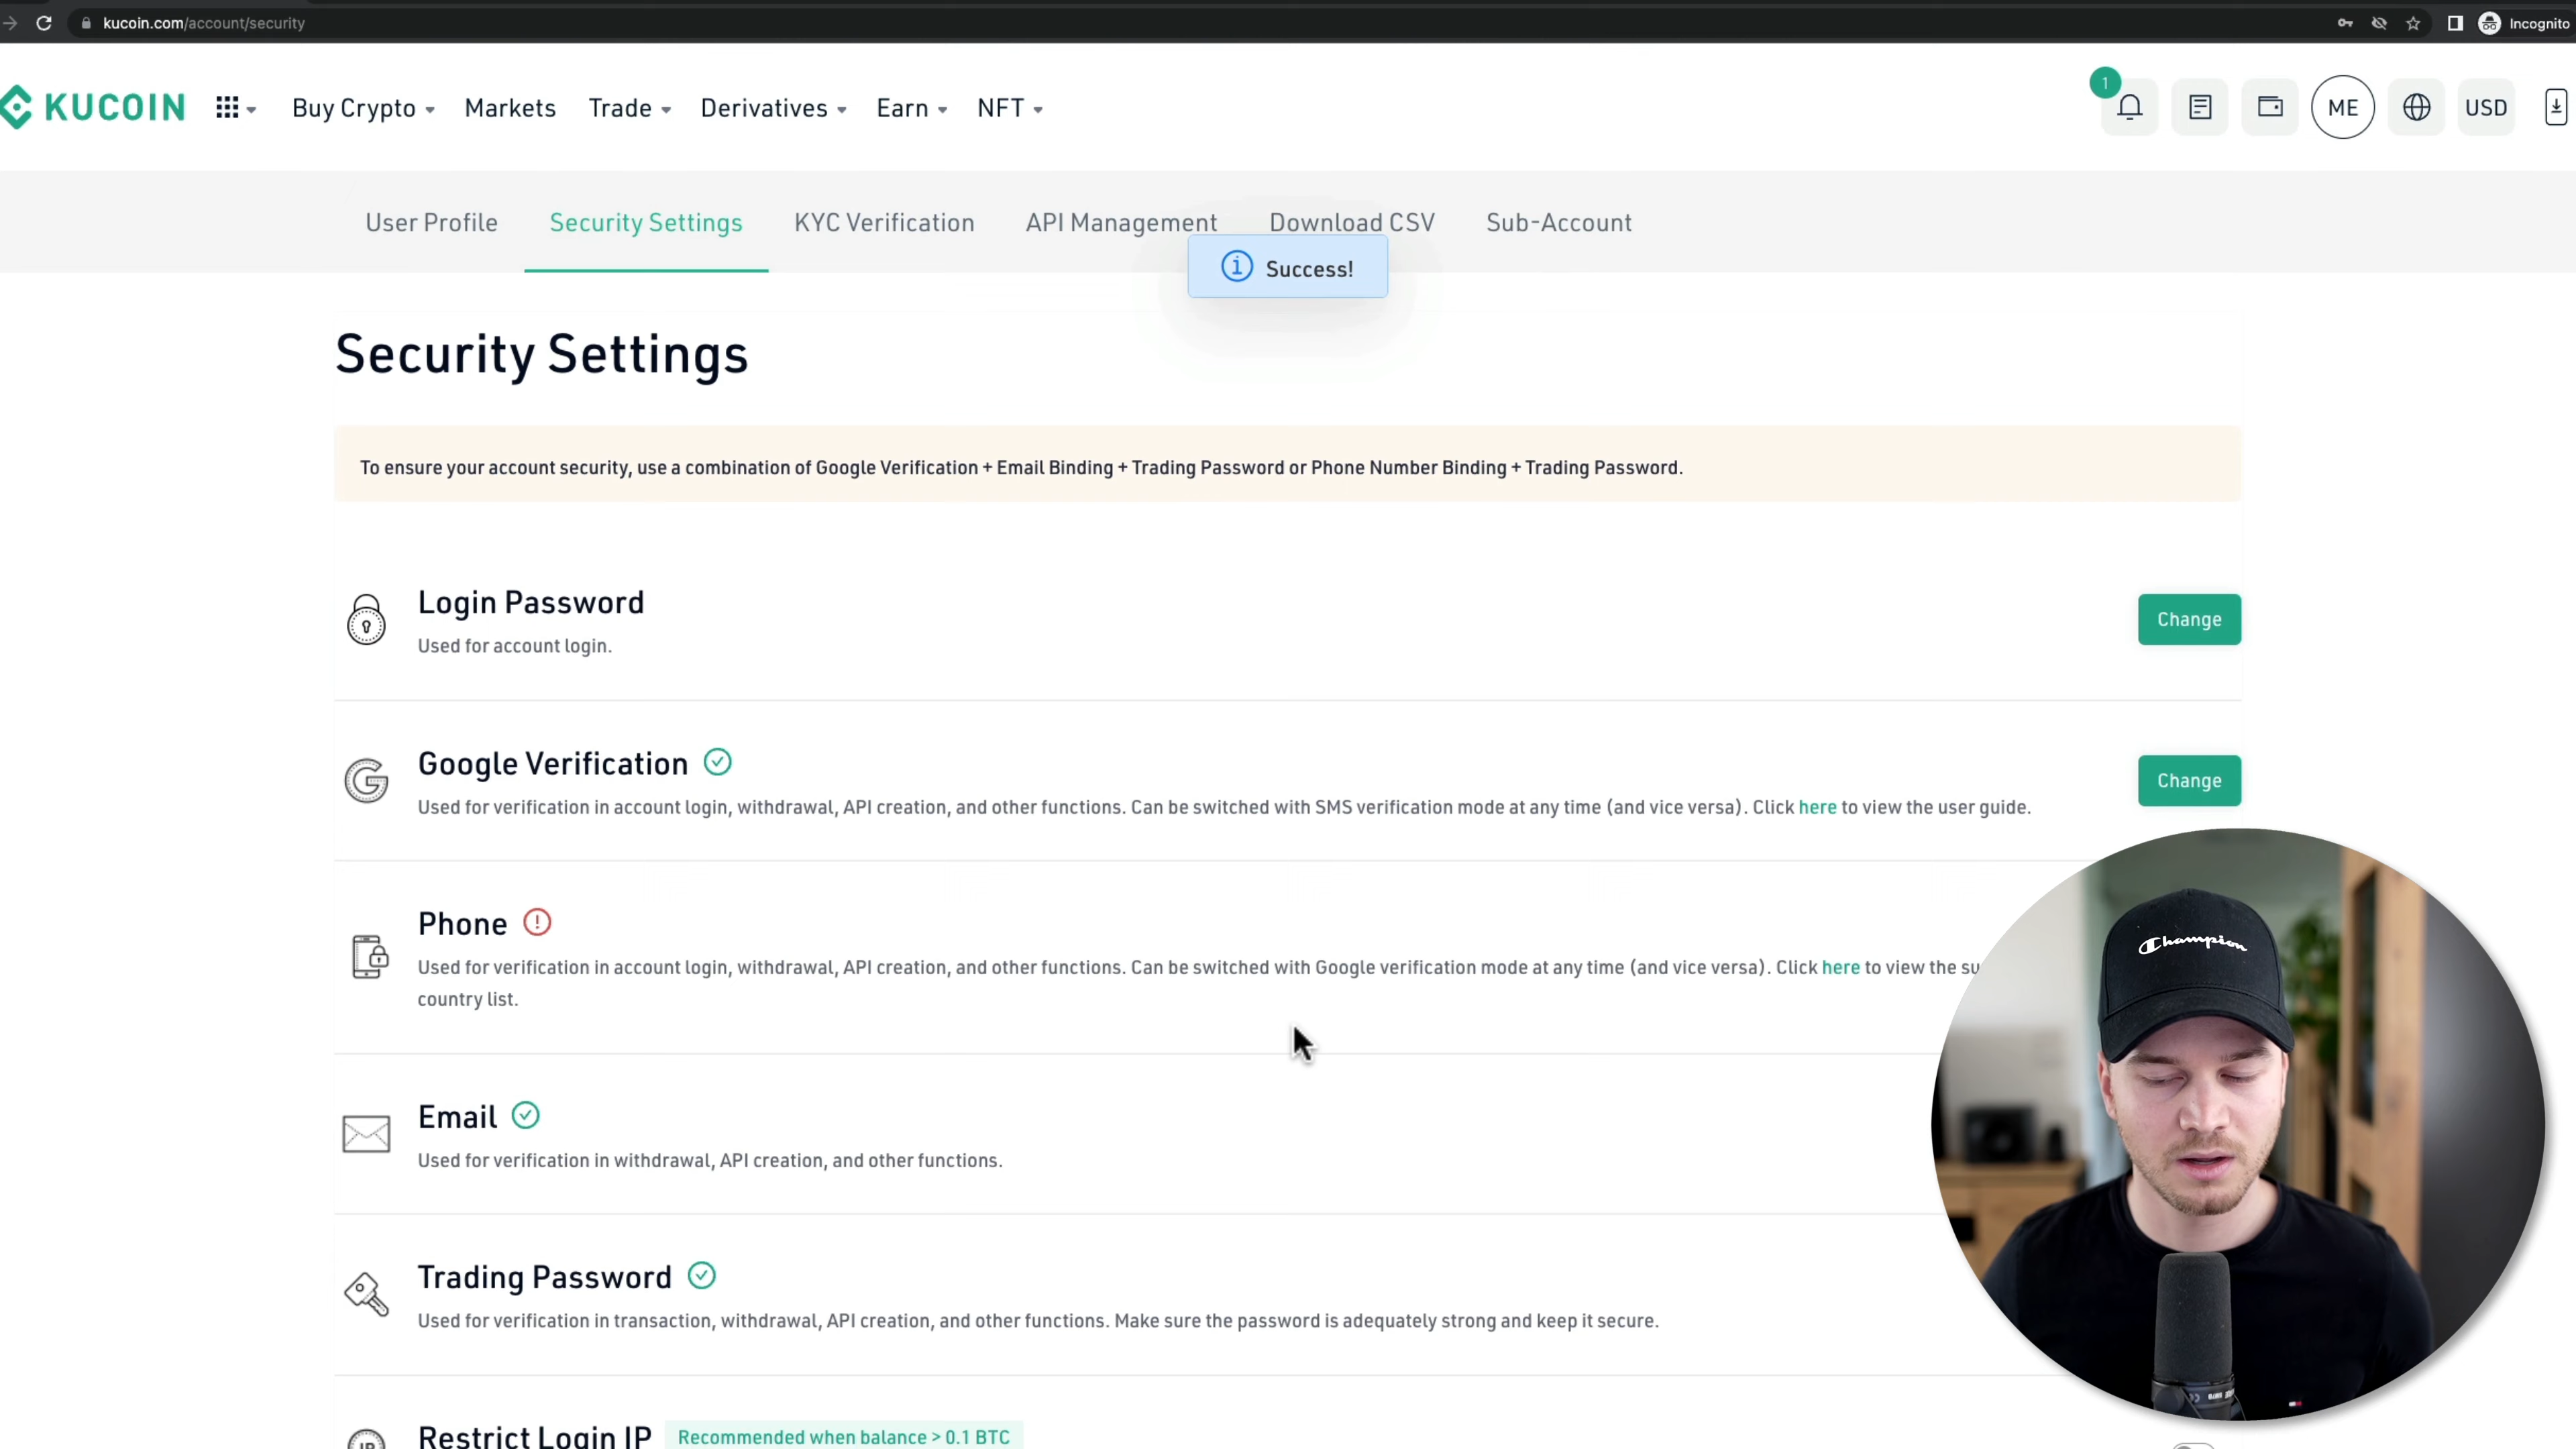 kucoin.com/account/security
Incognito
KUCOIN
Buy Crypto
Markets
Trade
Derivatives
Earn
NFT
1
ME
USD
User Profile
Security Settings
KYC Verification
API Management
Download CSV
Sub-Account
Success!
Security Settings
To ensure your account security, use a combination of Google Verification + Email Binding + Trading Password or Phone Number Binding + Trading Password.
Login Password
Used for account login.
Change
Google Verification
Used for verification in account login, withdrawal, API creation, and other functions. Can be switched with SMS verification mode at any time (and vice versa). Click here to view the user guide.
Change
Phone
Used for verification in account login, withdrawal, API creation, and other functions. Can be switched with Google verification mode at any time (and vice versa). Click here to view the su
country list.
Champion
Email
Used for verification in withdrawal, API creation, and other functions.
Trading Password
Used for verification in transaction, withdrawal, API creation, and other functions. Make sure the password is adequately strong and keep it secure.
Restrict Login IP
Recommended when balance > 0.1 BTC